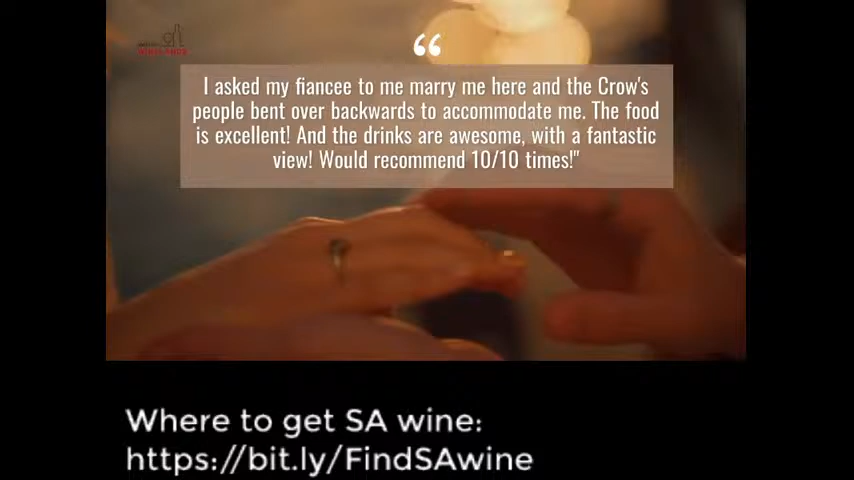 “
I asked my fiancee to me marry me here and the Crow's
people bent over backwards to accommodate me. The food
is excellent! And the drinks are awesome, with a fantastic
view! Would recommend 10/10 times!"
Where to get SA wine:
https://bit.ly/FindSAwine